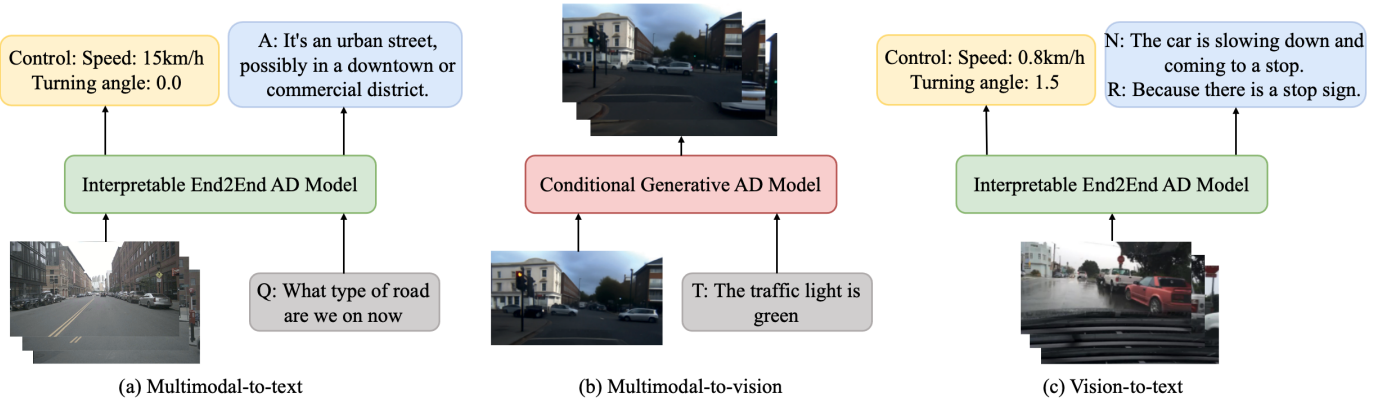 Control: Speed: 15km/h
Turning angle: 0.0
A: It's an urban street,
possibly in a downtown or
commercial district.
Interpretable End2End AD Model
Q: What type of road
are we on now
(a) Multimodal-to-text
Conditional Generative AD Model
T: The traffic light is
green
(b) Multimodal-to-vision
Control: Speed: 0.8km/h
Turning angle: 1.5
N: The car is slowing down and
coming to a stop.
R: Because there is a stop sign.
Interpretable End2End AD Model
(c) Vision-to-text